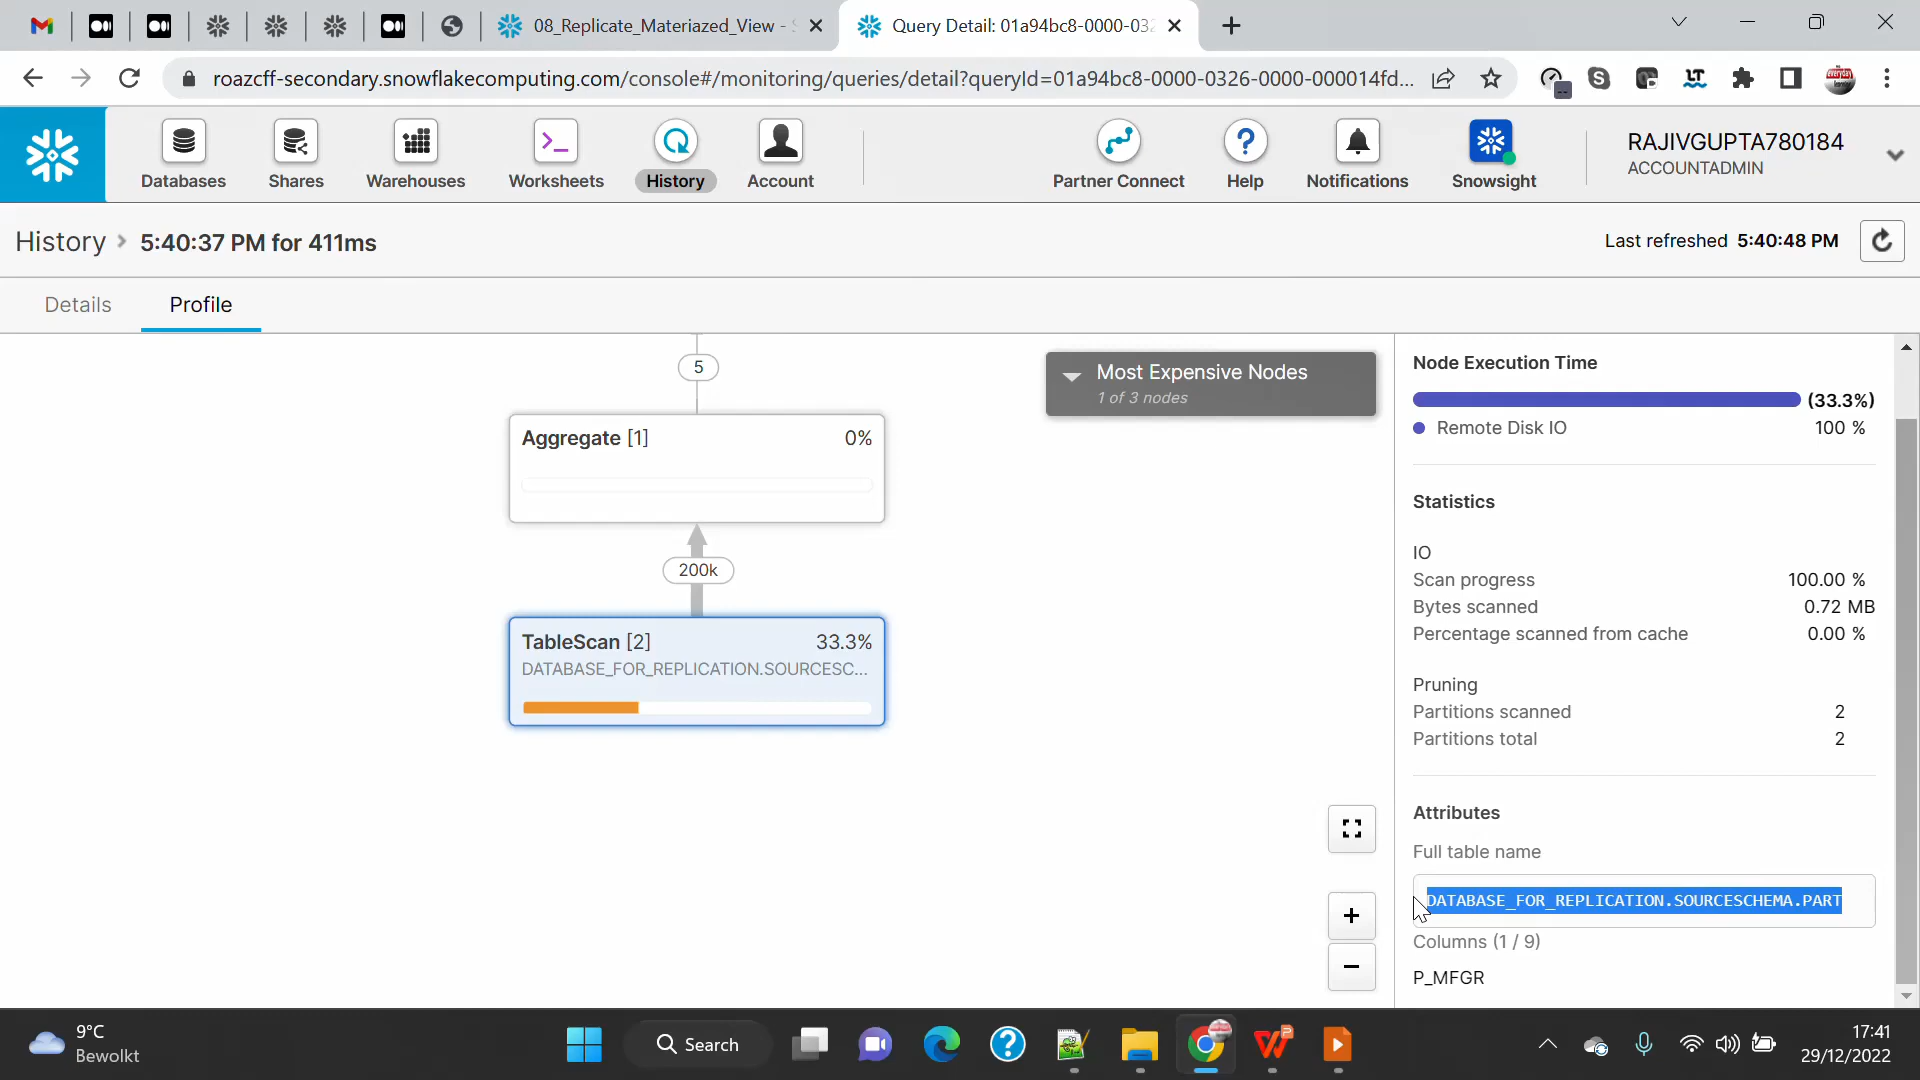 08_Replicate_Materiazed_View - S
Query Detail: 01a94bc8-0000-032
roazcff-secondary.snowflakecomputing.com/console#/monitoring/queries/detail?queryId=01a94bc8-0000-0326-0000-000014fd...
Databases
Shares
Warehouses
Worksheets
History
Account
Partner Connect
Help
Notifications
Snowsight
RAJIVGUPTA780184
ACCOUNTADMIN
History
5:40:37 PM for 411ms
Last refreshed 5:40:48 PM
Details
Profile
5
Most Expensive Nodes
1 of 3 nodes
Aggregate [1]
0%
200k
TableScan [2]
33.3%
DATABASE_FOR_REPLICATION.SOURCESC...
+
−
Node Execution Time
(33.3%)
Remote Disk IO
100 %
Statistics
IO
Scan progress
100.00 %
Bytes scanned
0.72 MB
Percentage scanned from cache
0.00 %
Pruning
Partitions scanned
2
Partitions total
2
Attributes
Full table name
DATABASE_FOR_REPLICATION.SOURCESCHEMA.PART
Columns (1 / 9)
P_MFGR
9°C
Bewolkt
Search
17:41
29/12/2022